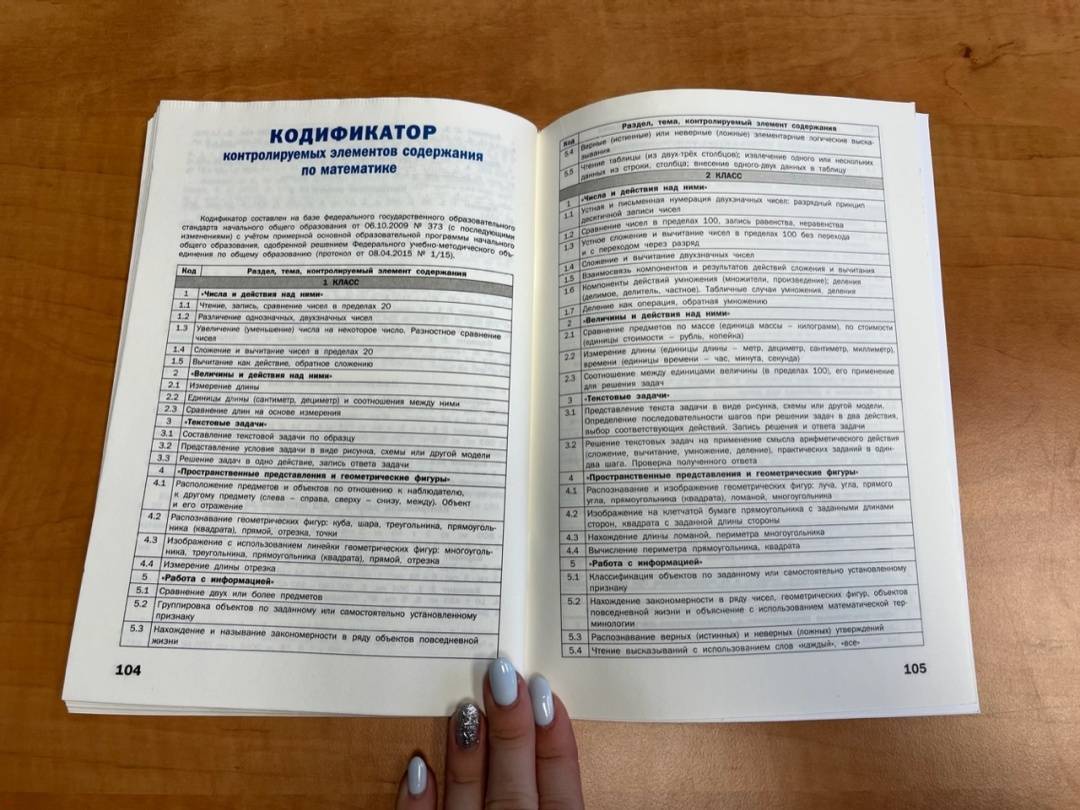 КОДИФИКАТОР
контролируемых элементов содержания
по математике
Кодификатор составлен на базе федерального государственного образовательного
стандарта начального общего образования от 06.10.2009 № 373 (с последующими
изменениями) с учётом примерной основной образовательной программы начального
общего образования, одобренной решением Федерального учебно-методического объ-
единения по общему образованию (протокол от 08.04.2015 № 1/15).
Код Раздел, тема, контролируемый элемент содержания
1 КЛАСС
1 «Числа и действия над ними»
1.1 Чтение, запись, сравнение чисел в пределах 20
1.2 Различение однозначных, двухзначных чисел
1.3 Увеличение (уменьшение) числа на некоторое число. Разностное сравнение
чисел
1.4 Сложение и вычитание чисел в пределах 20
1.5 Вычитание как действие, обратное сложению
2 «Величины и действия над ними»
2.1 Измерение длины
2.2 Единицы длины (сантиметр, дециметр) и соотношения между ними
2.3 Сравнение длин на основе измерения
3 «Текстовые задачи»
3.1 Составление текстовой задачи по образцу
3.2 Представление условия задачи в виде рисунка, схемы или другой модели
3.3 Решение задач в одно действие, запись ответа задачи
4 «Пространственные представления и геометрические фигуры»
4.1 Расположение предметов и объектов по отношению к наблюдателю,
к другому предмету (слева – справа, сверху – снизу, между). Объект
и его отражение
4.2 Распознавание геометрических фигур: куба, шара, треугольника, прямоуголь-
ника (квадрата), прямой, отрезка, точки
4.3 Изображение с использованием линейки геометрических фигур: многоуголь-
ника, треугольника, прямоугольника (квадрата), прямой, отрезка
4.4 Измерение длины отрезка
5 «Работа с информацией»
5.1 Сравнение двух или более предметов
5.2 Группировка объектов по заданному или самостоятельно установленному
признаку
5.3 Нахождение и называние закономерности в ряду объектов повседневной
жизни
104
Код Раздел, тема, контролируемый элемент содержания
5.4 Верные (истинные) или неверные (ложные) элементарные логические выска-
зывания
5.5 Чтение таблицы (из двух-трёх столбцов); извлечение одного или нескольких
данных из строки, столбца; внесение одного-двух данных в таблицу
2 КЛАСС
1 «Числа и действия над ними»
1.1 Устная и письменная нумерация двухзначных чисел: разрядный принцип
десятичной записи чисел
1.2 Сравнение чисел в пределах 100, запись равенства, неравенства
1.3 Устное сложение и вычитание чисел в пределах 100 без перехода
и с переходом через разряд
1.4 Сложение и вычитание двухзначных чисел
1.5 Взаимосвязь компонентов и результатов действий сложения и вычитания
1.6 Компоненты действий умножения (множители, произведение); деления
(делимое, делитель, частное). Табличные случаи умножения, деления
1.7 Деление как операция, обратная умножению
2 «Величины и действия над ними»
2.1 Сравнение предметов по массе (единица массы – килограмм), по стоимости
(единицы стоимости – рубль, копейка)
2.2 Измерение длины (единицы длины – метр, дециметр, сантиметр, миллиметр),
времени (единицы времени – час, минута, секунда)
2.3 Соотношение между единицами величины (в пределах 100), его применение
для решения задач
3 «Текстовые задачи»
3.1 Представление текста задачи в виде рисунка, схемы или другой модели.
Определение последовательности шагов при решении задач в два действия,
выбор соответствующих действий. Запись решения и ответа задачи
3.2 Решение текстовых задач на применение смысла арифметического действия
(сложение, вычитание, умножение, деление), практических заданий в один-
два шага. Проверка полученного ответа
4 «Пространственные представления и геометрические фигуры»
4.1 Распознавание и изображение геометрических фигур: луча, угла, прямого
угла, прямоугольника (квадрата), ломаной, многоугольника
4.2 Изображение на клетчатой бумаге прямоугольника с заданными длинами
сторон, квадрата с заданной длины стороны
4.3 Нахождение длины ломаной, периметра многоугольника
4.4 Вычисление периметра прямоугольника, квадрата
5 «Работа с информацией»
5.1 Классификация объектов по заданному или самостоятельно установленному
признаку
5.2 Нахождение закономерности в ряду чисел, геометрических фигур, объектов
повседневной жизни и объяснение с использованием математической тер-
минологии
5.3 Распознавание верных (истинных) и неверных (ложных) утверждений
5.4 Чтение высказываний с использованием слов «каждый», «все»
105